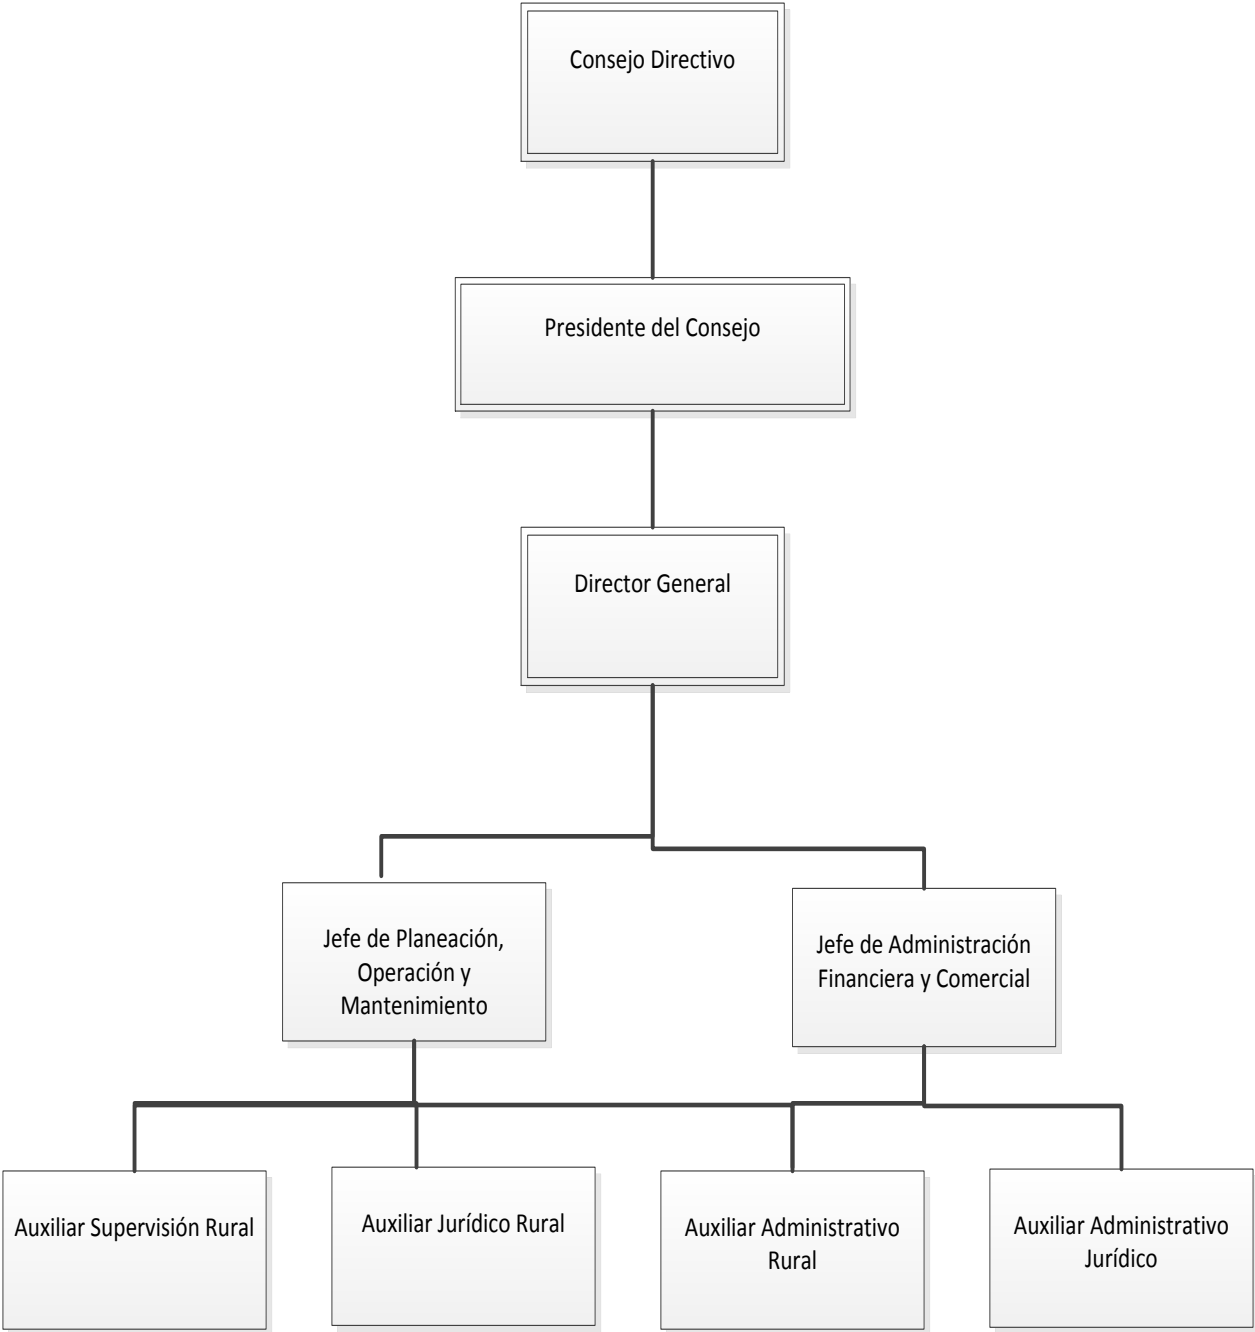 Consejo Directivo
Presidente del Consejo
Director General
Jefe de Planeación,
Operación y
Mantenimiento
Jefe de Administración
Financiera y Comercial
Auxiliar Supervisión Rural
Auxiliar Jurídico Rural
Auxiliar Administrativo
Rural
Auxiliar Administrativo
Jurídico